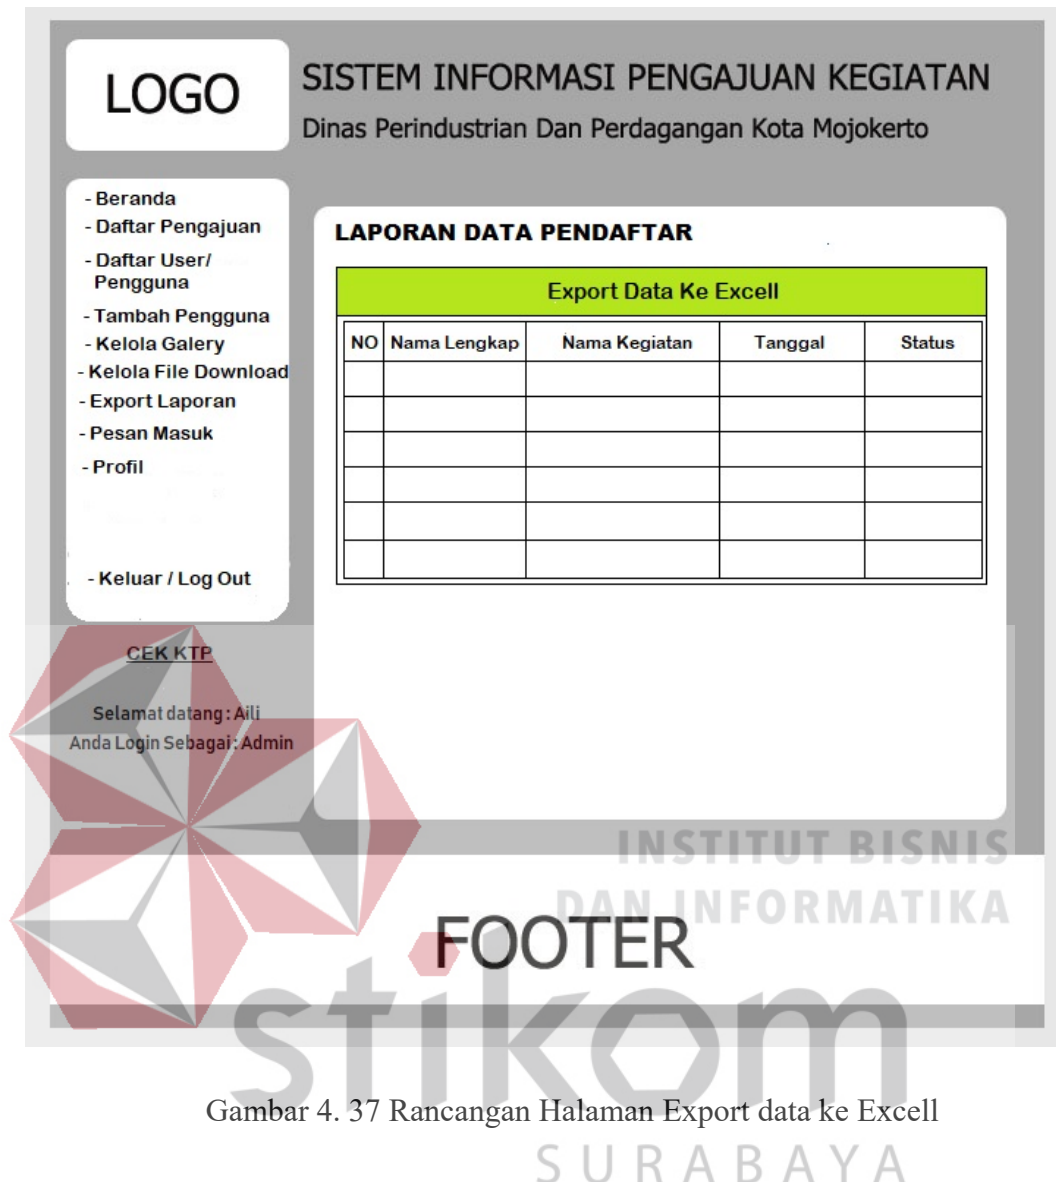 LOGO
SISTEM INFORMASI PENGAJUAN KEGIATAN
Dinas Perindustrian Dan Perdagangan Kota Mojokerto
- Beranda
- Daftar Pengajuan
- Daftar User/
Pengguna
- Tambah Pengguna
- Kelola Galery
- Kelola File Download
- Export Laporan
- Pesan Masuk
- Profil
- Keluar / Log Out
CEK KTP
Selamat datang : Aili
Anda Login Sebagai : Admin
LAPORAN DATA PENDAFTAR
Export Data Ke Excell
NO Nama Lengkap Nama Kegiatan Tanggal Status
INSTITUT BISNIS
DAN INFORMATIKA
FOOTER
stikom
Gambar 4. 37 Rancangan Halaman Export data ke Excell
SURABAYA